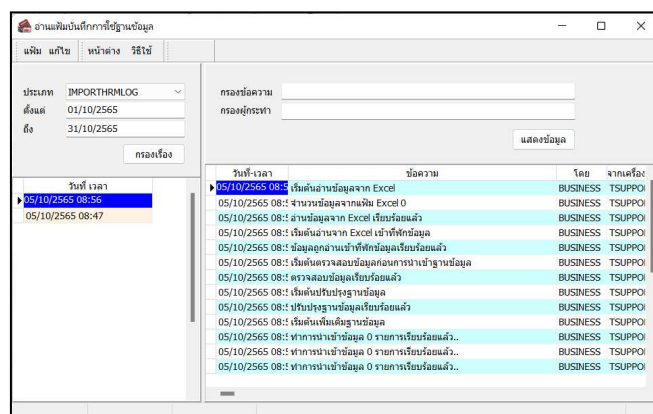 อ่านแฟ้มบันทึกการใช้ฐานข้อมูล
แฟ้ม แก้ไข หน้าต่าง วิธีใช้
ประเภท IMPORTHRMLOG
ตั้งแต่ 01/10/2565
ถึง 31/10/2565
กรองเรื่อง
กรองข้อความ
กรองผู้กระทำ
แสดงข้อมูล
วันที่ เวลา
05/10/2565 08:56
05/10/2565 08:47
วันที่-เวลา ข้อความ โดย จากเครื่อง
05/10/2565 08:5 เริ่มต้นอ่านข้อมูลจาก Excel BUSINESS TSUPPO
05/10/2565 08:5 จำนวนข้อมูลจากแฟ้ม Excel 0 BUSINESS TSUPPO
05/10/2565 08:5 อ่านข้อมูลจาก Excel เรียบร้อยแล้ว BUSINESS TSUPPO
05/10/2565 08:5 เริ่มต้นอ่านจาก Excel เข้าที่พักข้อมูล BUSINESS TSUPPO
05/10/2565 08:5 ข้อมูลถูกอ่านเข้าที่พักข้อมูลเรียบร้อยแล้ว BUSINESS TSUPPO
05/10/2565 08:5 เริ่มต้นตรวจสอบข้อมูลก่อนการนำเข้าฐานข้อมูล BUSINESS TSUPPO
05/10/2565 08:5 ตรวจสอบข้อมูลเรียบร้อยแล้ว BUSINESS TSUPPO
05/10/2565 08:5 เริ่มต้นปรับปรุงฐานข้อมูล BUSINESS TSUPPO
05/10/2565 08:5 ปรับปรุงฐานข้อมูลเรียบร้อยแล้ว BUSINESS TSUPPO
05/10/2565 08:5 เริ่มต้นเพิ่มเติมฐานข้อมูล BUSINESS TSUPPO
05/10/2565 08:5 ทำการนำเข้าข้อมูล 0 รายการเรียบร้อยแล้ว.. BUSINESS TSUPPO
05/10/2565 08:5 ทำการนำเข้าข้อมูล 0 รายการเรียบร้อยแล้ว.. BUSINESS TSUPPO
05/10/2565 08:5 ทำการนำเข้าข้อมูล 0 รายการเรียบร้อยแล้ว.. BUSINESS TSUPPO